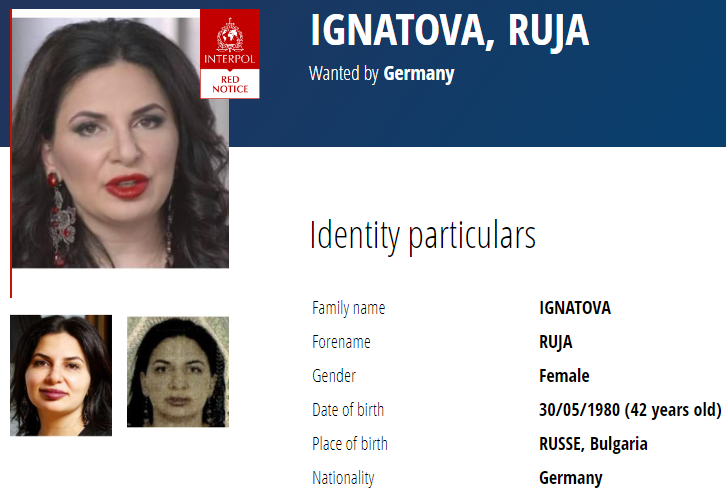 INTERPOL
RED
NOTICE
IGNATOVA, RUJA
Wanted by Germany
Identity particulars
Family name IGNATOVA
Forename RUJA
Gender Female
Date of birth 30/05/1980 (42 years old)
Place of birth RUSSE, Bulgaria
Nationality Germany